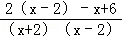 2 (x-2) -x+6
(x+2) (x-2)